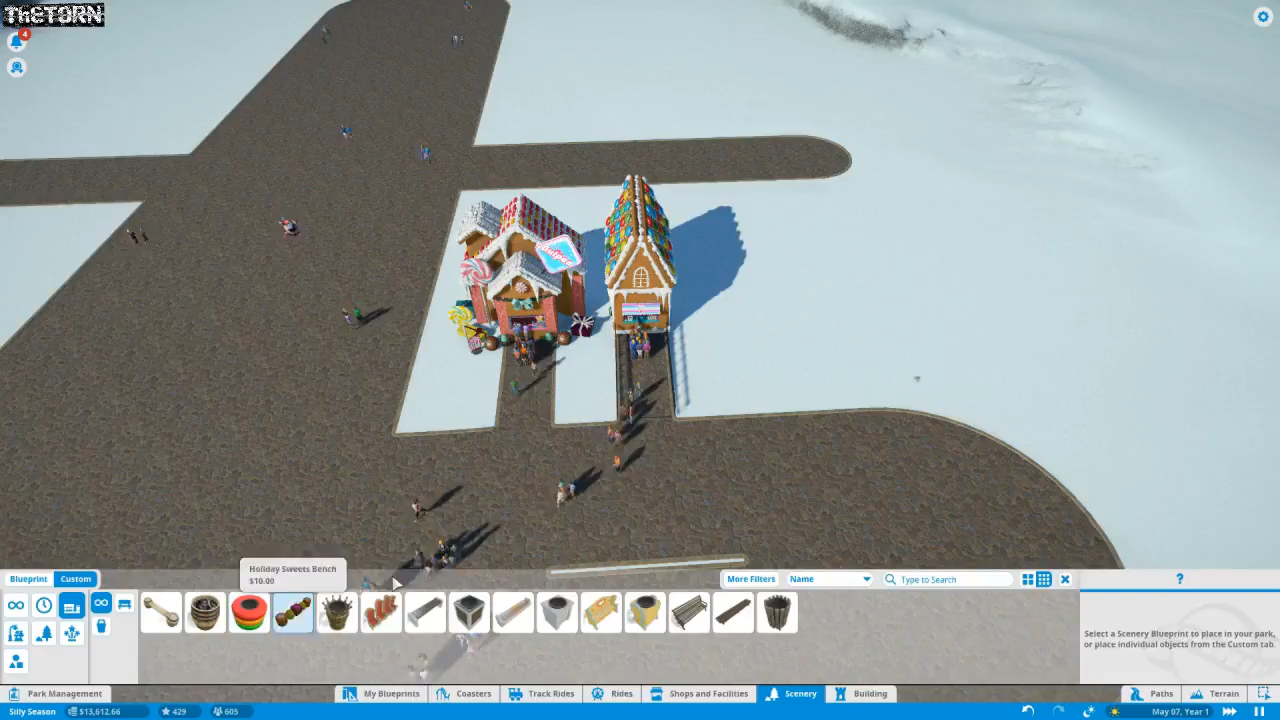 THETORN
4
Holiday Sweets Bench
$10.00
Blueprint Custom
More Filters Name Type to Search ?
Select a Scenery Blueprint to place in your park,
or place individual objects from the Custom tab.
Park Management My Blueprints Coasters Track Rides Rides Shops and Facilities Scenery Building Paths Terrain
Silly Season $13,612.66 429 605 May 07, Year 1